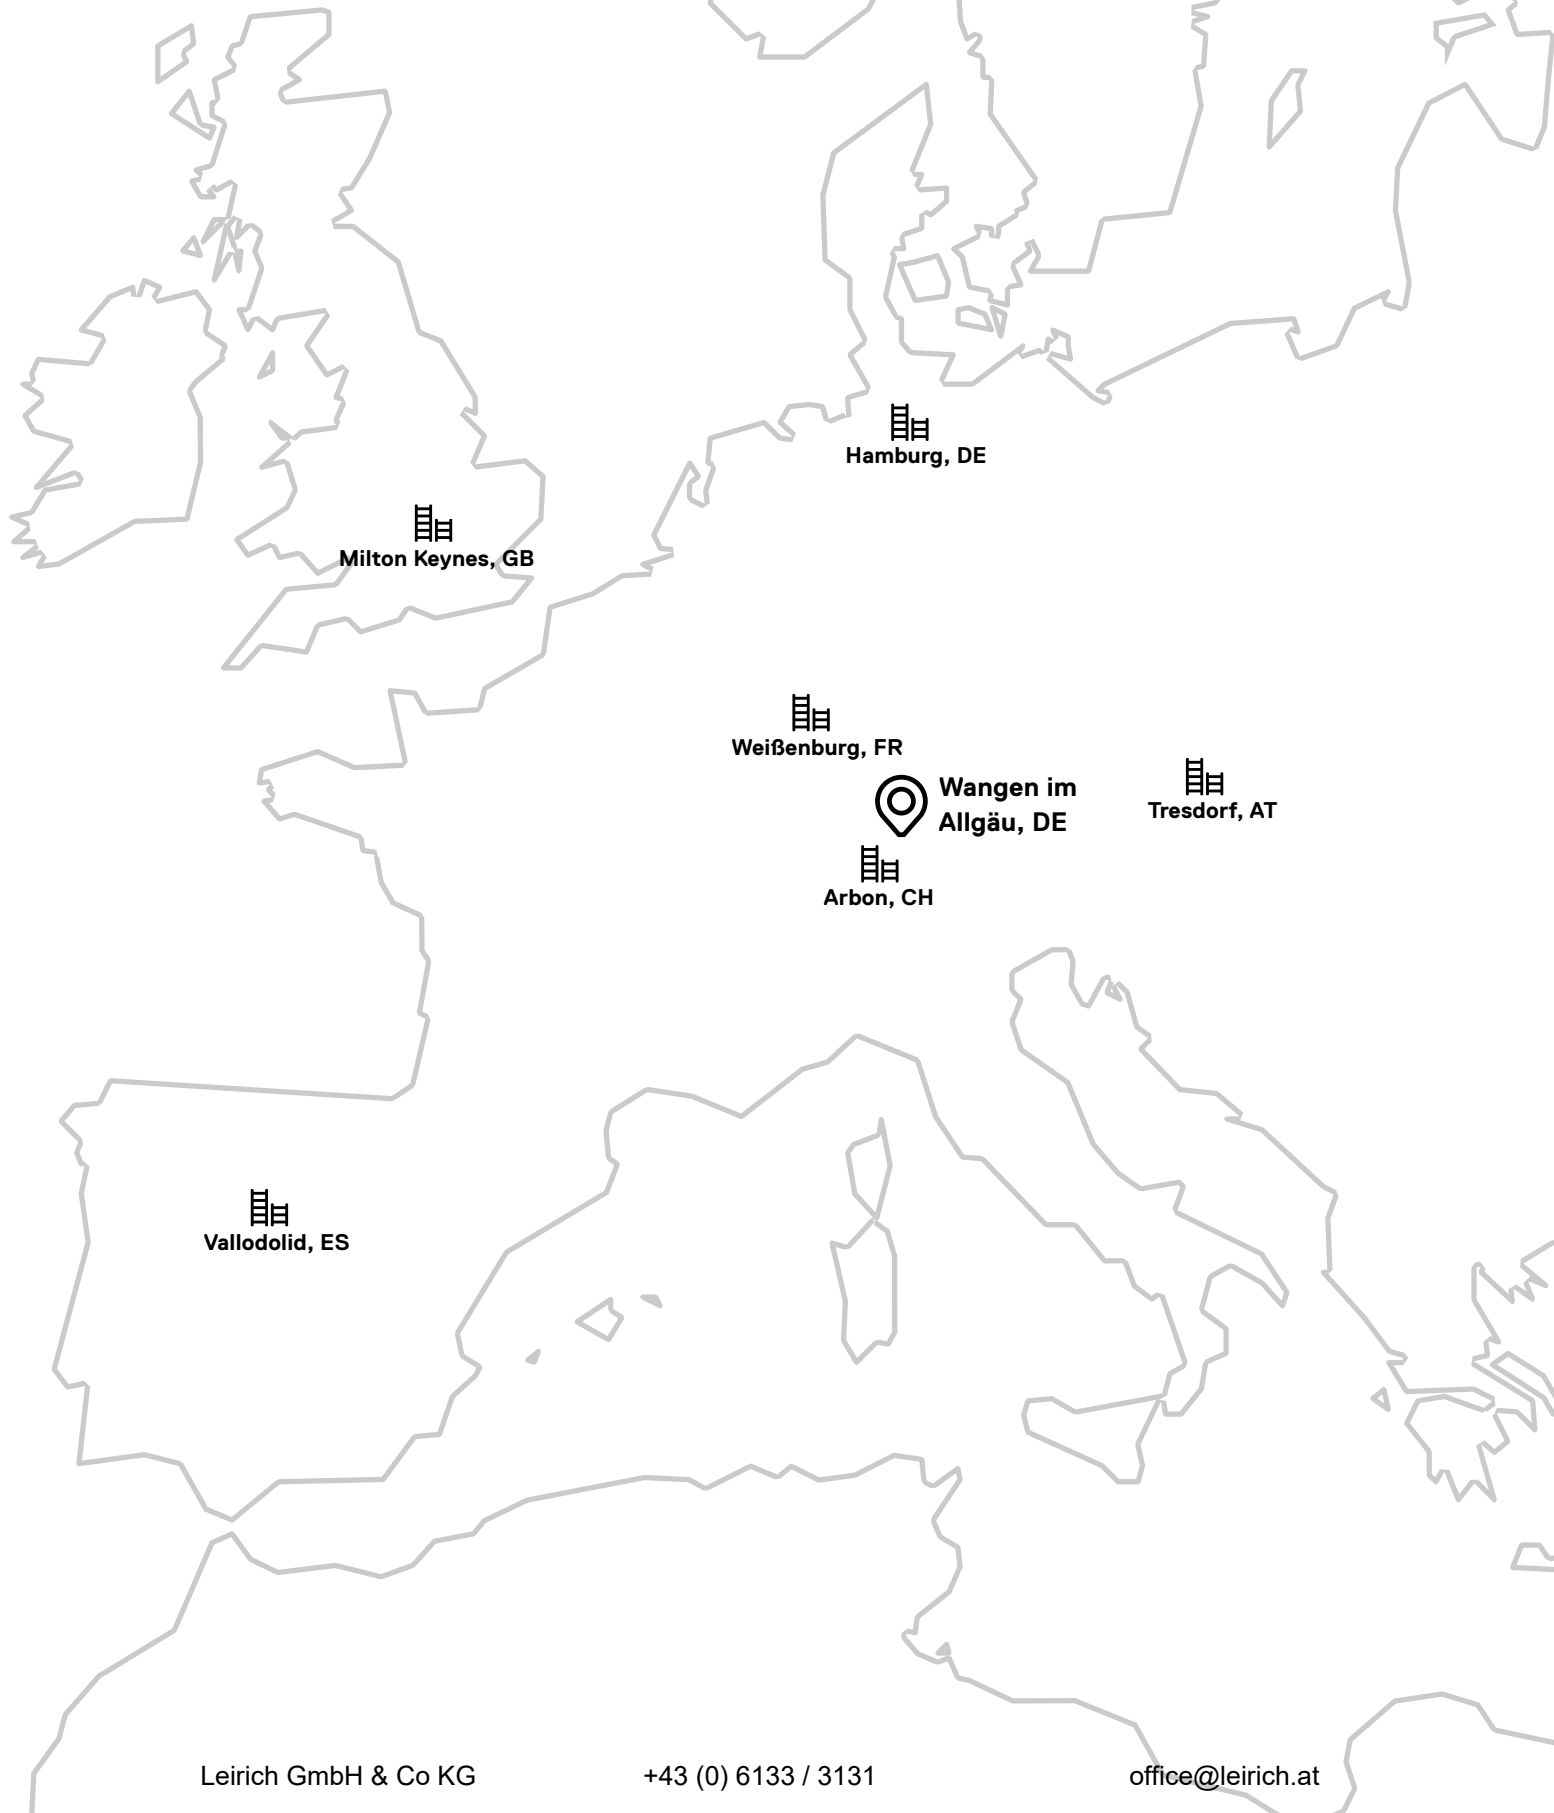 Hamburg, DE
Milton Keynes, GB
Weißenburg, FR
Wangen im
Allgäu, DE
Tresdorf, AT
Arbon, CH
Vallodolid, ES
Leirich GmbH & Co KG
+43 (0) 6133 / 3131
office@leirich.at